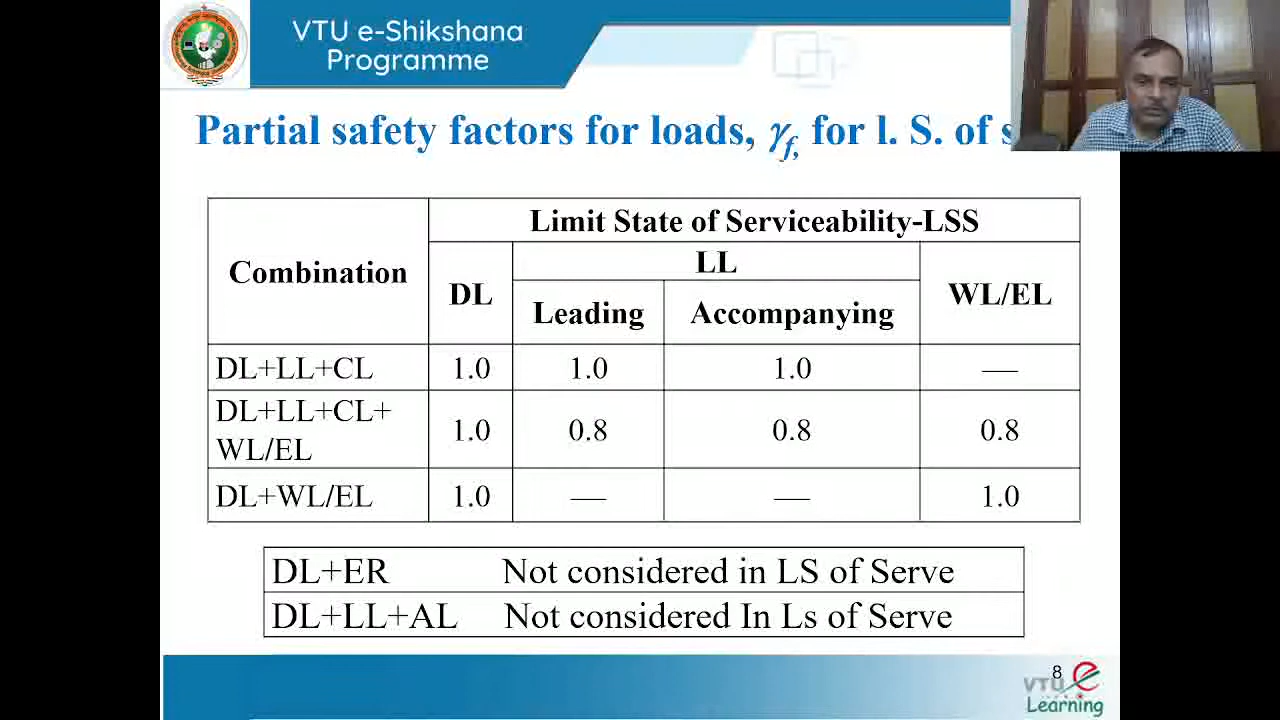 VTU e-Shikshana
Programme
Partial safety factors for loads, γf, for l. S. of s
Combination
Limit State of Serviceability-LSS
DL
LL
WL/EL
Leading
Accompanying
DL+LL+CL
1.0
1.0
1.0
—
DL+LL+CL+
WL/EL
1.0
0.8
0.8
0.8
DL+WL/EL
1.0
—
—
1.0
DL+ER Not considered in LS of Serve
DL+LL+AL Not considered In Ls of Serve
8
VTU e
Learning